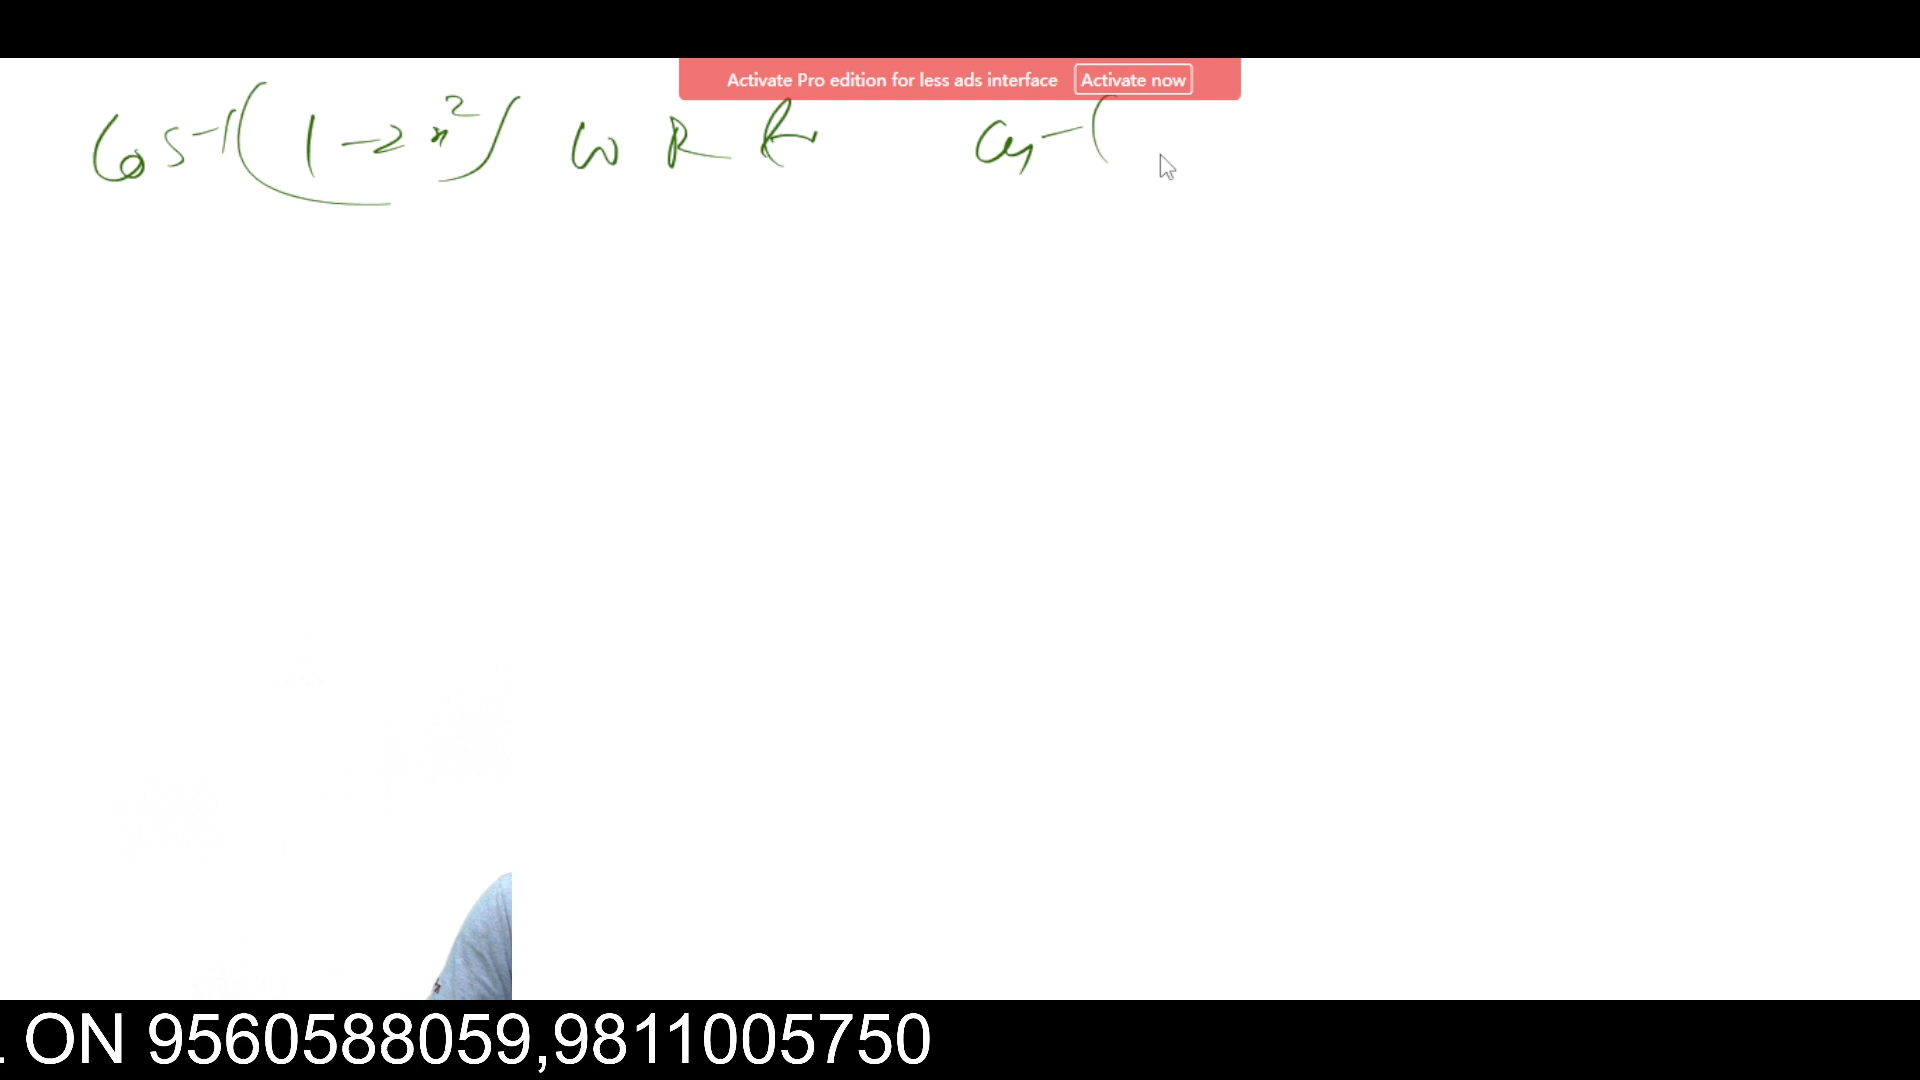 Activate Pro edition for less ads interface Activate now
Cos-1(1-2x²)
ON 9560588059,9811005750